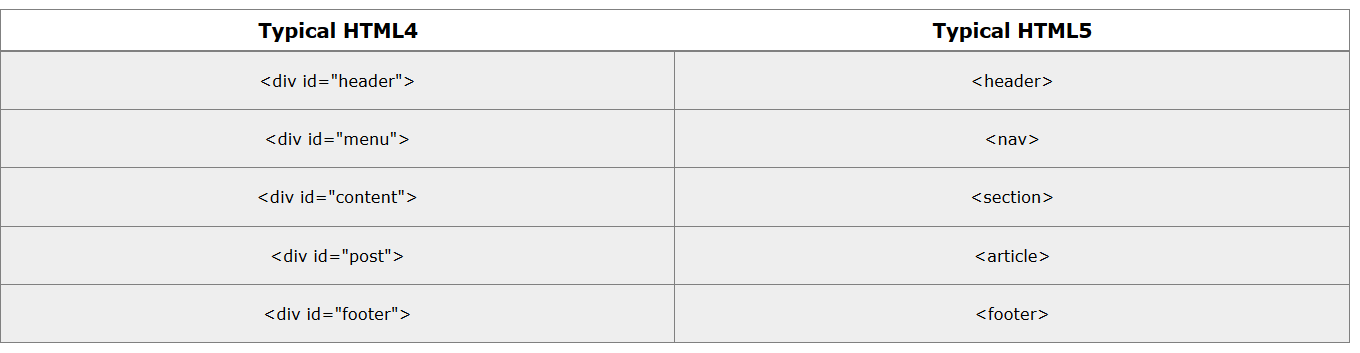 Typical HTML4 Typical HTML5
<div id="header"> <header>
<div id="menu"> <nav>
<div id="content"> <section>
<div id="post"> <article>
<div id="footer"> <footer>